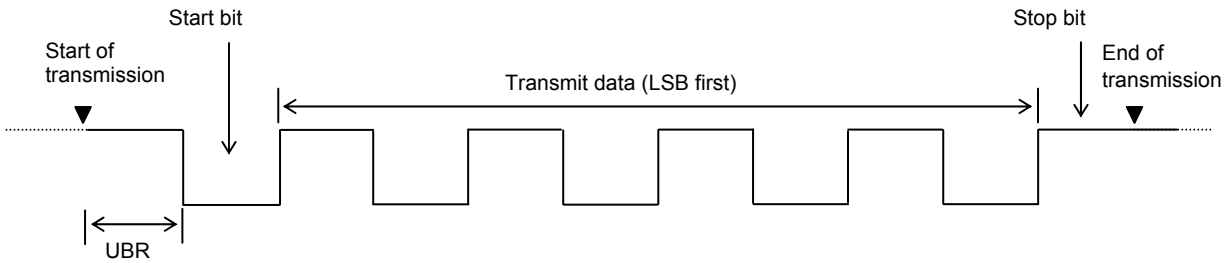 Start bit
Stop bit
Start of
transmission
End of
transmission
Transmit data (LSB first)
UBR